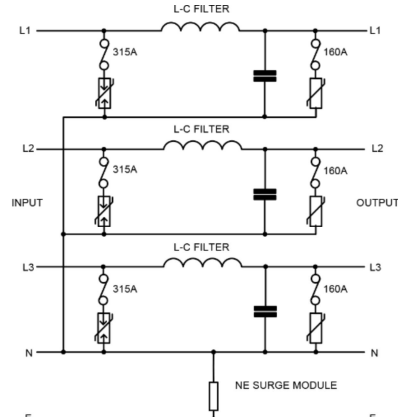 L-C FILTER
L1 L1
315A 160A
L-C FILTER
L2 L2
315A 160A
INPUT OUTPUT
L-C FILTER
L3 L3
315A 160A
N N
NE SURGE MODULE